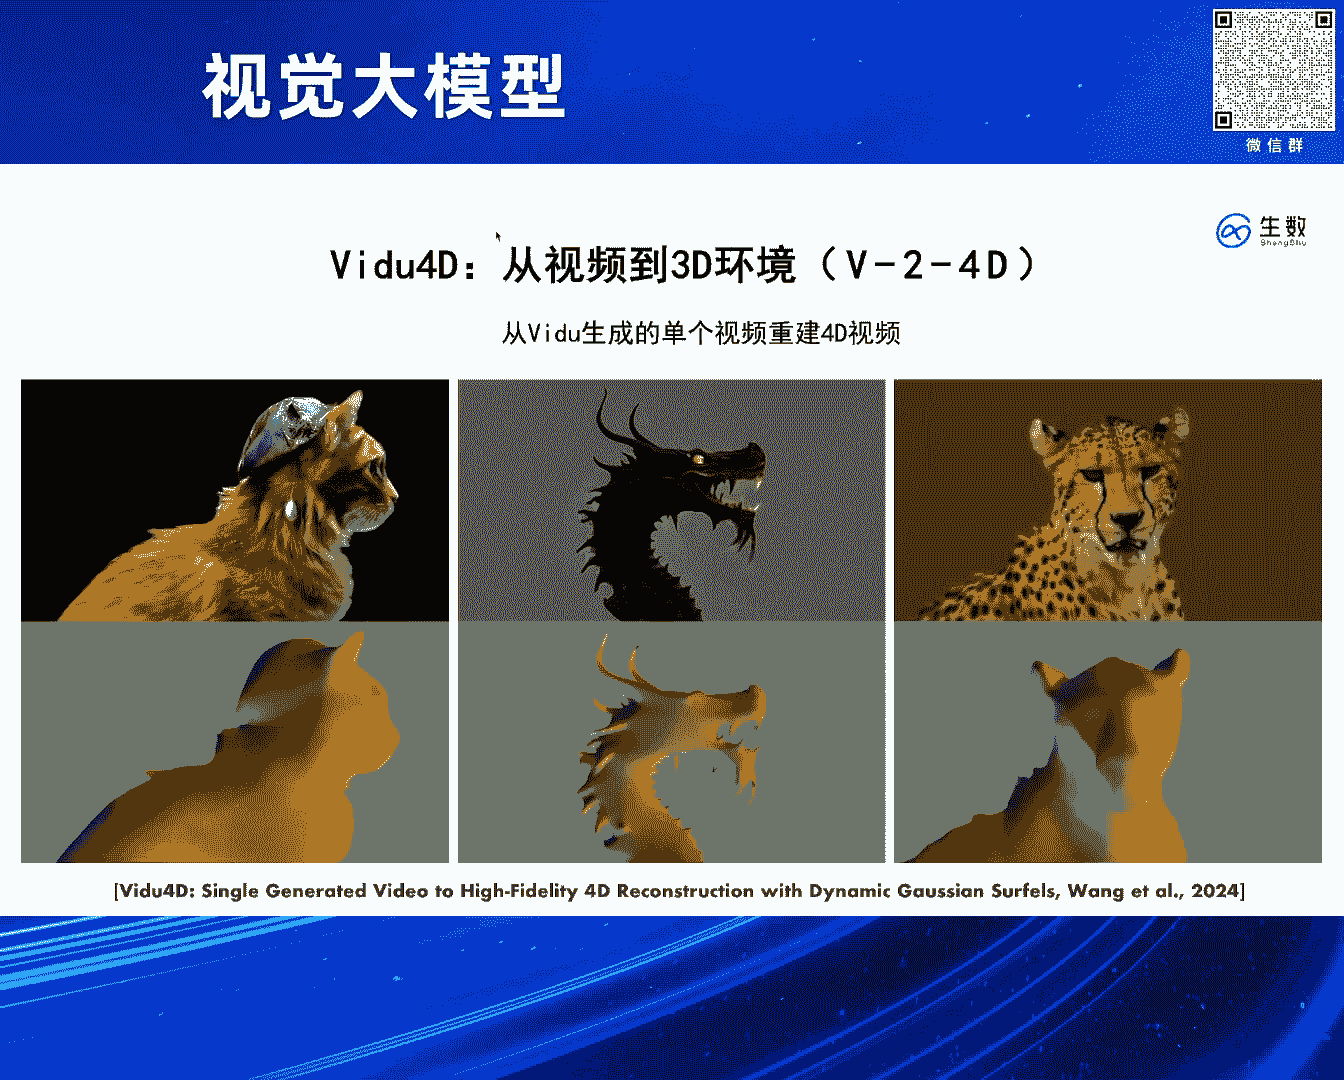 视觉大模型
微信群
生数
ShengShu
Vidu4D：从视频到3D环境（V-2-4D）
从Vidu生成的单个视频重建4D视频
[Vidu4D: Single Generated Video to High-Fidelity 4D Reconstruction with Dynamic Gaussian Surfels, Wang et al., 2024]